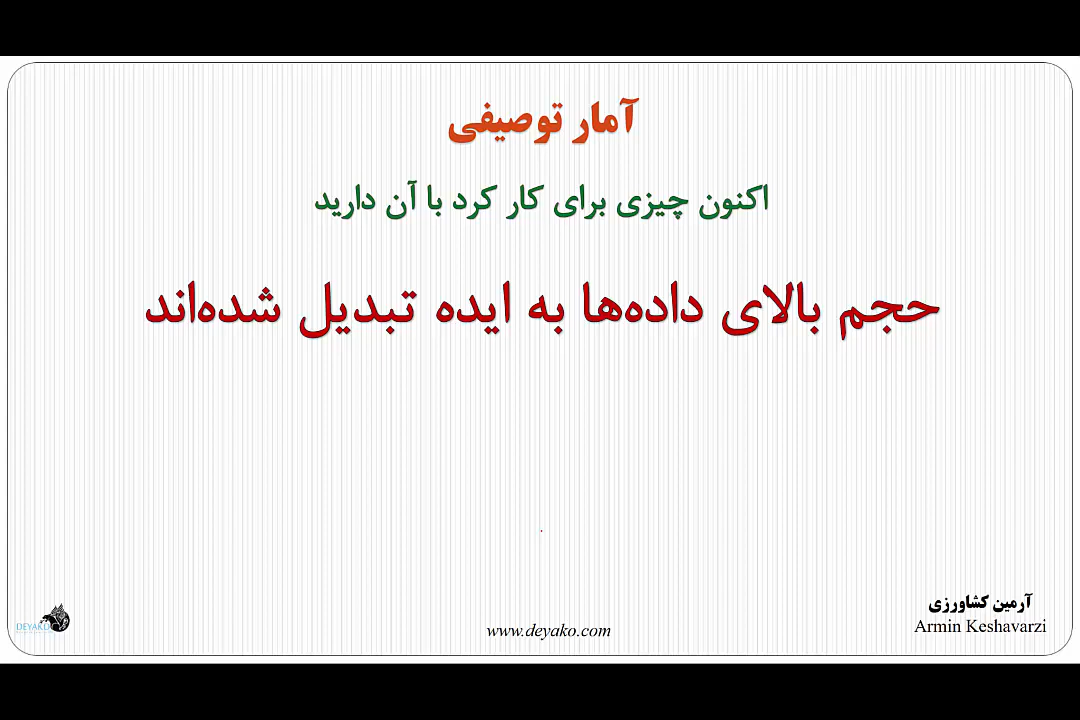 آمار توصیفی
اکنون چیزی برای کار کرد با آن دارید
حجم بالای داده‌ها به ایده تبدیل شده‌اند
آرمین کشاورزی
Armin Keshavarzi
www.deyako.com
DEYAKO